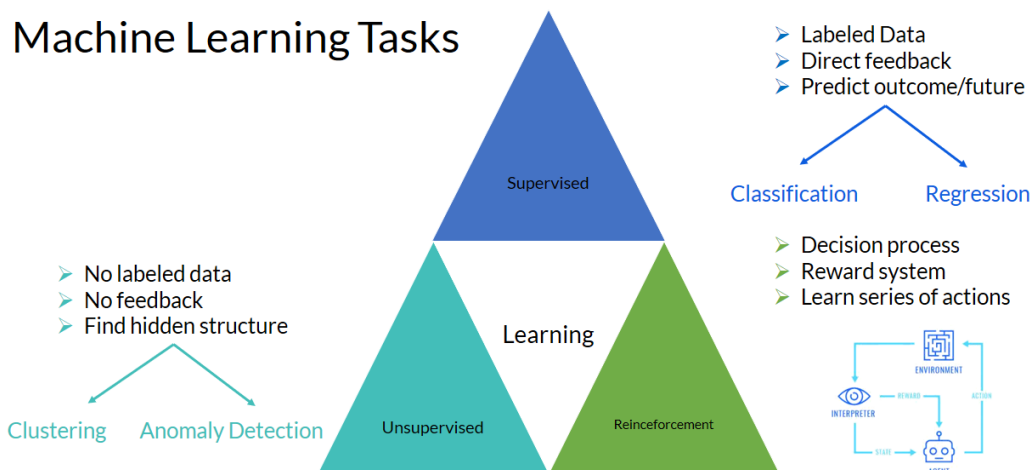 Machine Learning Tasks
Labeled Data
Direct feedback
Predict outcome/future
Supervised
Classification
Regression
No labeled data
No feedback
Find hidden structure
Clustering
Anomaly Detection
Learning
Unsupervised
Reinceforcement
Decision process
Reward system
Learn series of actions
ENVIRONMENT
REWARD
ACTION
INTERPRETER
STATE
AGENT